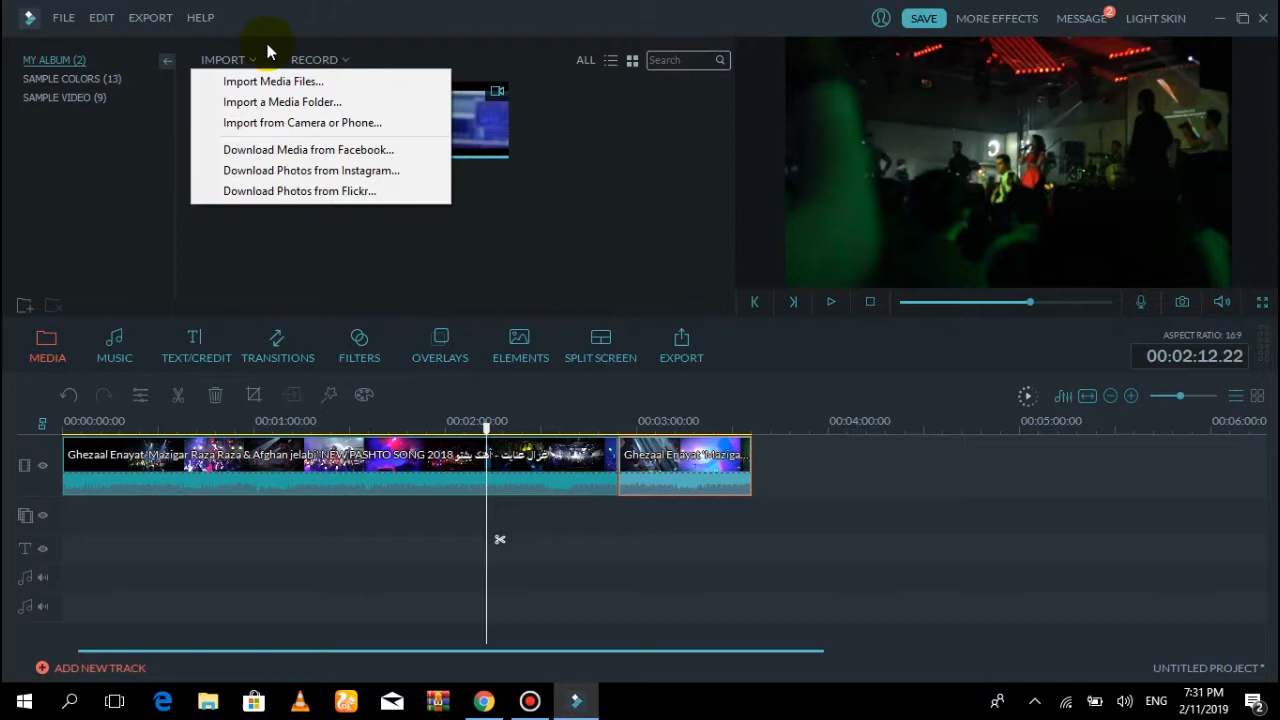 FILE EDIT EXPORT HELP
SAVE MORE EFFECTS MESSAGE 2 LIGHT SKIN
MY ALBUM (2)
SAMPLE COLORS (13)
SAMPLE VIDEO (9)
IMPORT RECORD ALL Search
Import Media Files...
Import a Media Folder...
Import from Camera or Phone...
Download Media from Facebook...
Download Photos from Instagram...
Download Photos from Flickr...
MEDIA MUSIC TEXT/CREDIT TRANSITIONS FILTERS OVERLAYS ELEMENTS SPLIT SCREEN EXPORT
ASPECT RATIO: 16:9
00:02:12.22
00:00:00:00 00:01:00:00 00:02:00:00 00:03:00:00 00:04:00:00 00:05:00:00 00:06:0
Ghezaal Enayat 'Mazigar Raza Raza & Afghan jelabi' NEW PASHTO SONG 2018 غزال عنایت - آهنگ پشتو
Ghezaal Enayat 'Maziga...
ADD NEW TRACK
UNTITLED PROJECT *
ENG
7:31 PM
2/11/2019
2